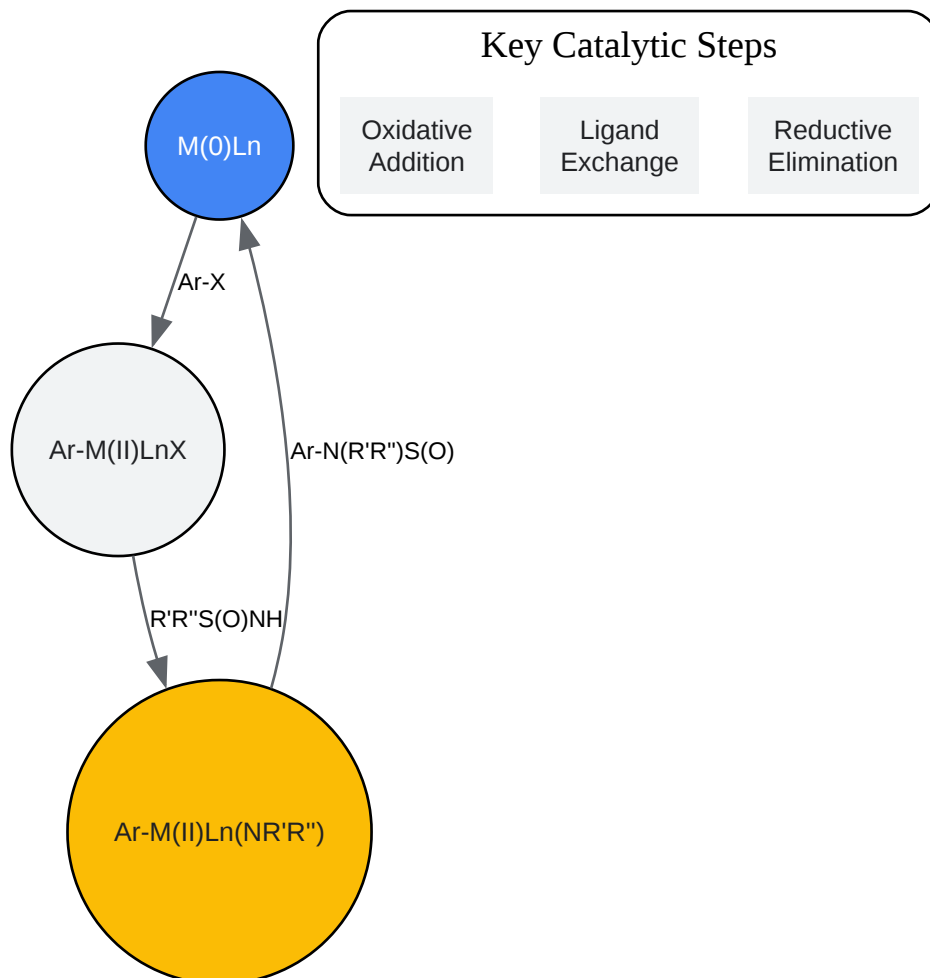 Key Catalytic Steps
M(0)Ln
Oxidative
Addition
Ligand
Exchange
Reductive
Elimination
Ar-X
Ar-M(II)LnX
Ar-N(R'R")S(O)
R'R"S(O)NH
Ar-M(II)Ln(NR'R")